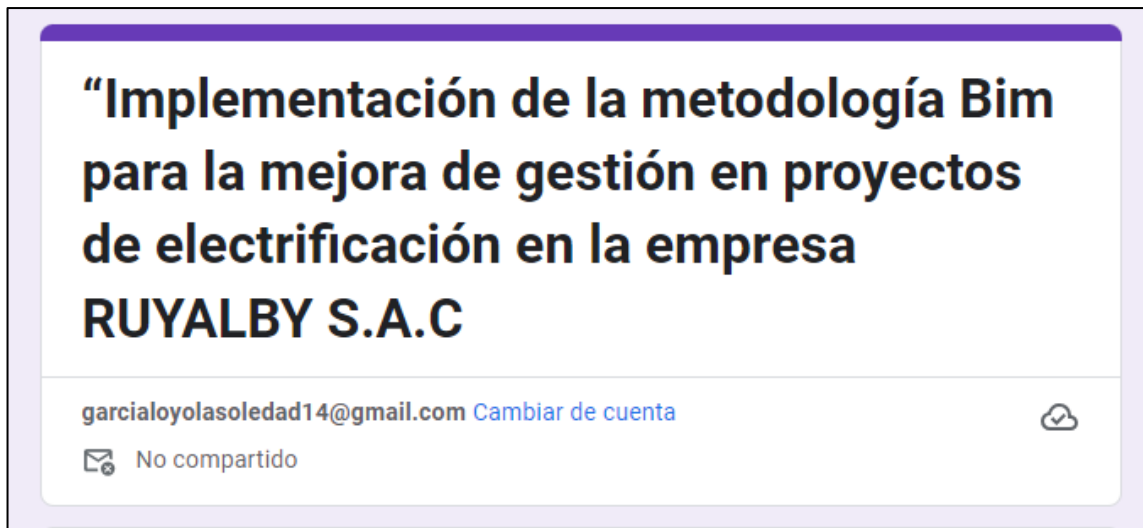 “Implementación de la metodología Bim
para la mejora de gestión en proyectos
de electrificación en la empresa
RUYALBY S.A.C
garcialoyolasoledad14@gmail.com Cambiar de cuenta
No compartido